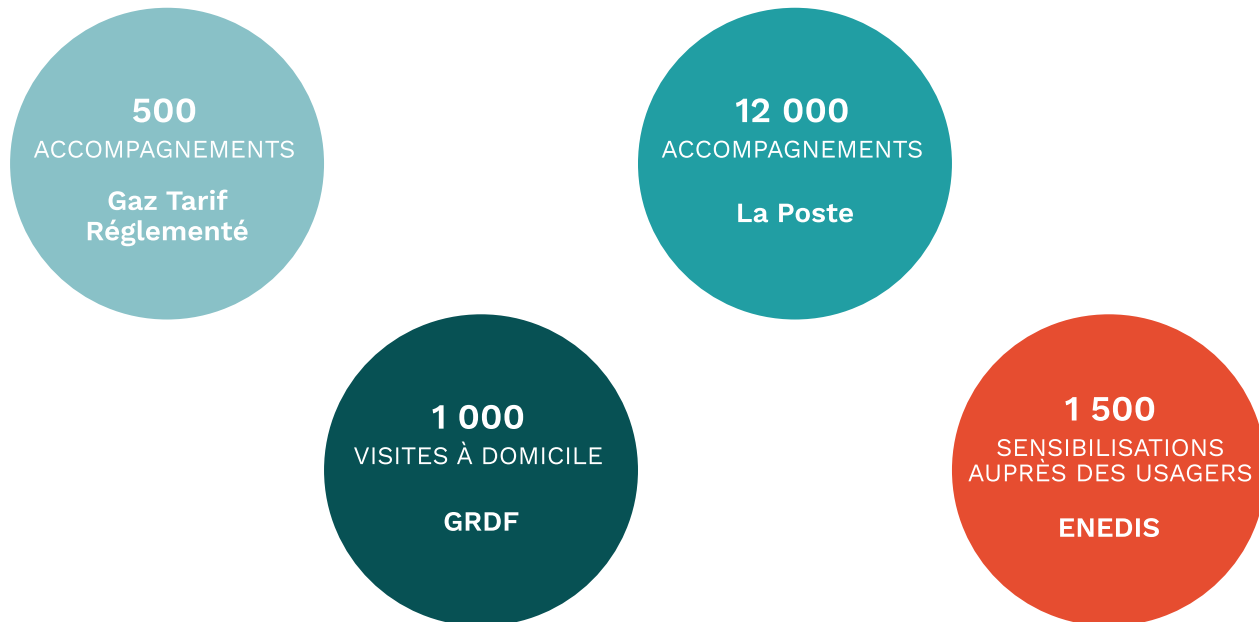 500
ACCOMPAGNEMENTS
Gaz Tarif
Réglementé
12 000
ACCOMPAGNEMENTS
La Poste
1 000
VISITES À DOMICILE
GRDF
1 500
SENSIBILISATIONS
AUPRÈS DES USAGERS
ENEDIS